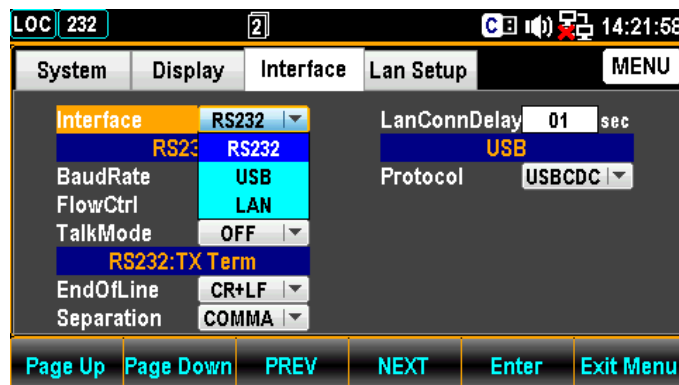 LOC 232 2 C 14:21:58
System Display Interface Lan Setup MENU
Interface RS232 LanConnDelay 01 sec
RS23 RS232 USB
BaudRate USB Protocol USBCDC
FlowCtrl LAN
TalkMode OFF
RS232:TX Term
EndOfLine CR+LF
Separation COMMA
Page Up Page Down PREV NEXT Enter Exit Menu